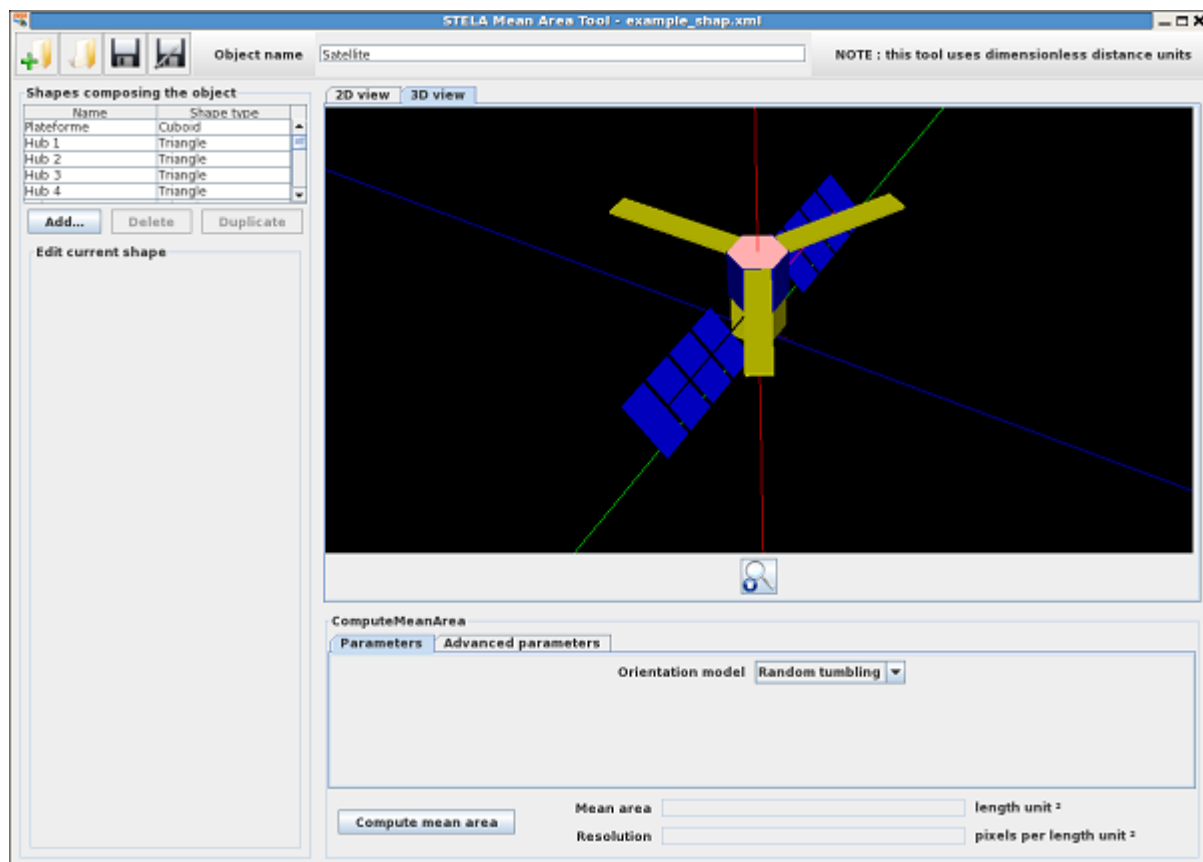 STELA Mean Area Tool - example_shap.xml
Object name Satellite NOTE : this tool uses dimensionless distance units
Shapes composing the object
Name Shape type
Plateforme Cuboid
Hub 1 Triangle
Hub 2 Triangle
Hub 3 Triangle
Hub 4 Triangle
Add... Delete Duplicate
Edit current shape
2D view 3D view
ComputeMeanArea
Parameters Advanced parameters
Orientation model Random tumbling
Compute mean area
Mean area length unit ²
Resolution pixels per length unit ²